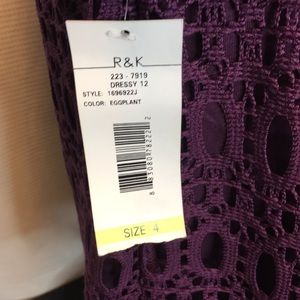 R&K
223 - 7919
DRESSY 12
STYLE: 1696922J
COLOR: EGGPLANT
SIZE 4